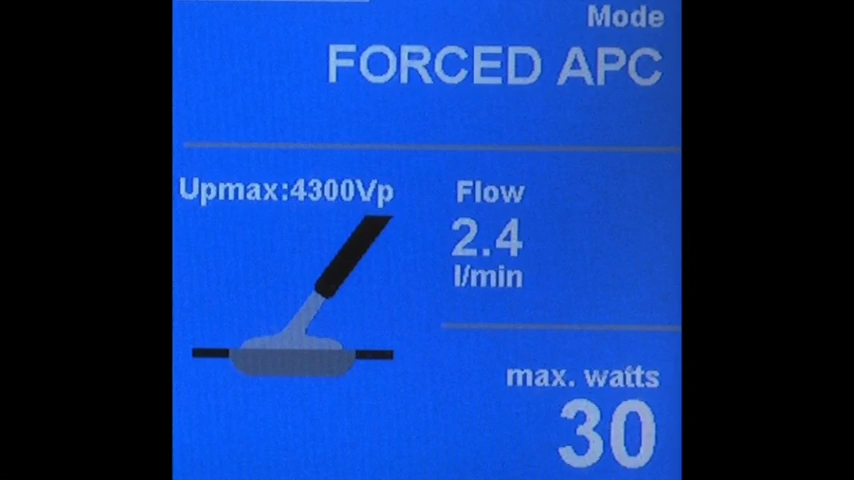 Mode
FORCED APC
Upmax:4300Vp
Flow
2.4
l/min
max. watts
30